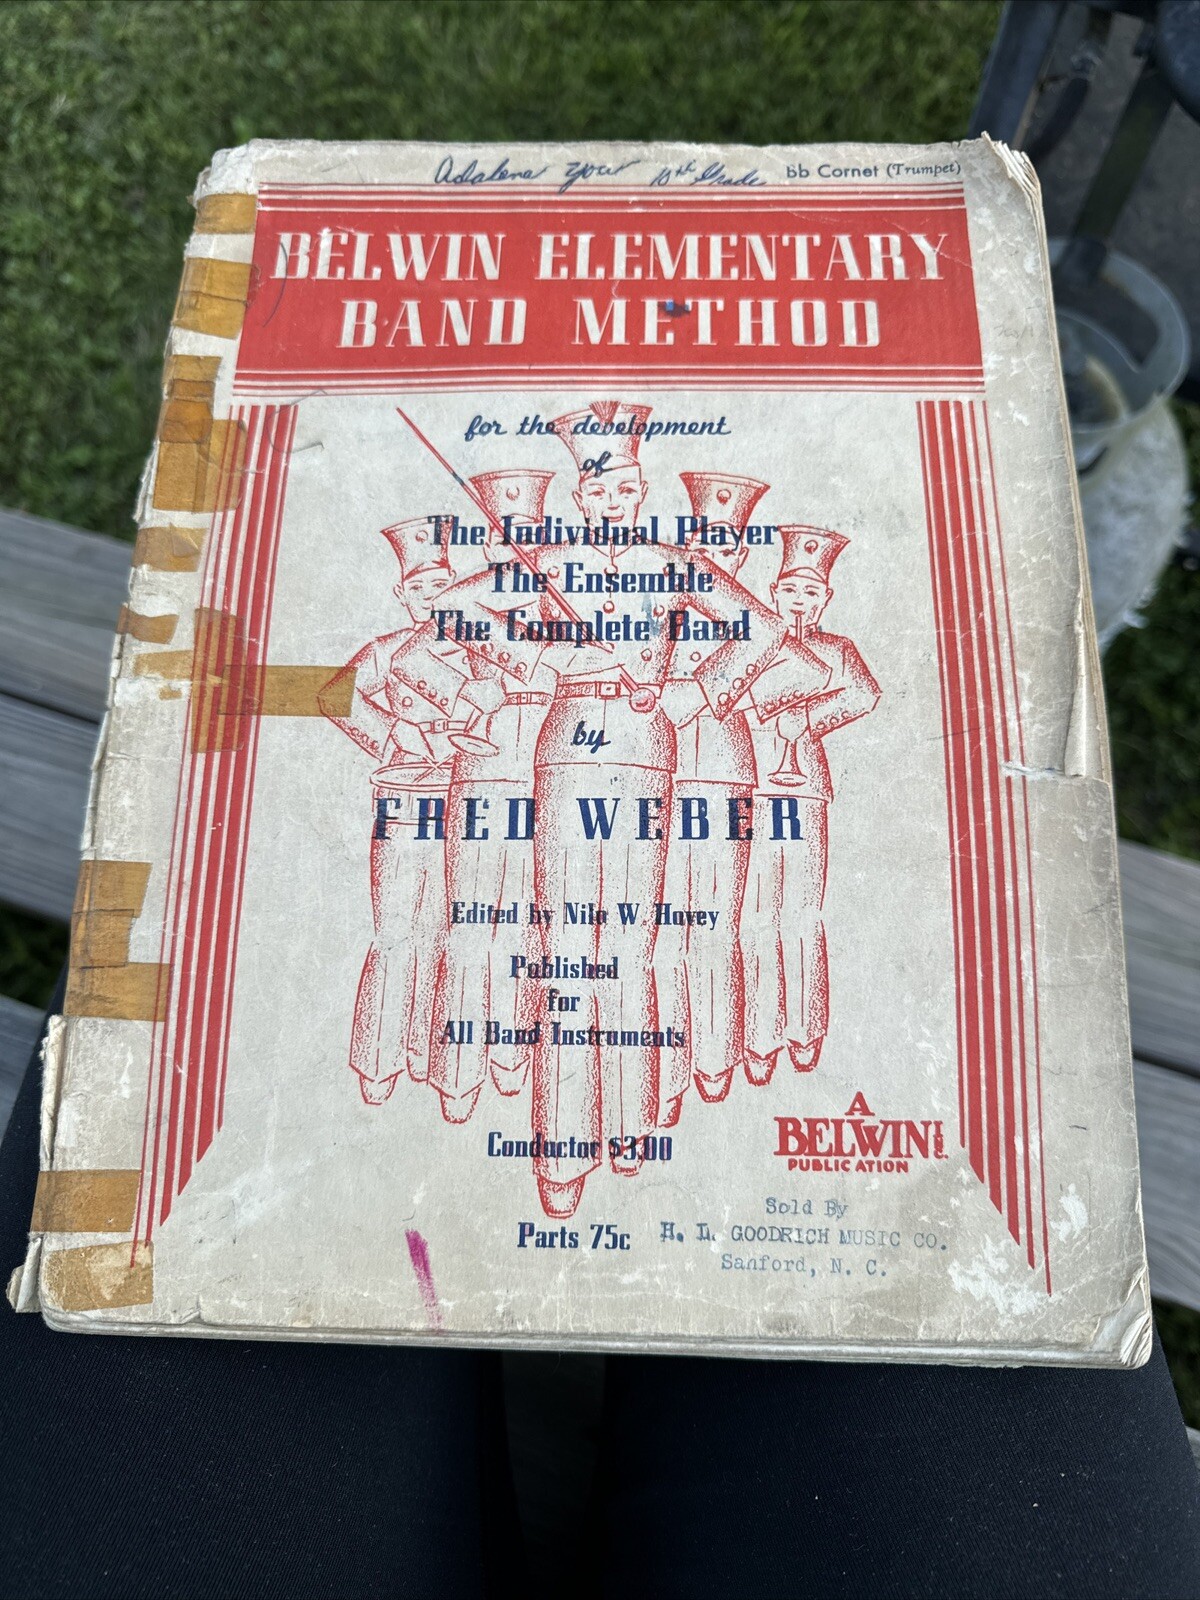 Adalene 10th Grade bb Cornet (Trumpet)
BELWIN ELEMENTARY
BAND METHOD
for the development
of
The Individual Player
The Ensemble
The Complete Band
by
FRED WEBER
Edited by Nilo W. Hovey
Published
for
All Band Instruments
Conductor $3.00
Parts 75c
A
BELWIN INC.
PUBLICATION
Sold By
H. L. GOODRICH MUSIC CO.
Sanford, N. C.